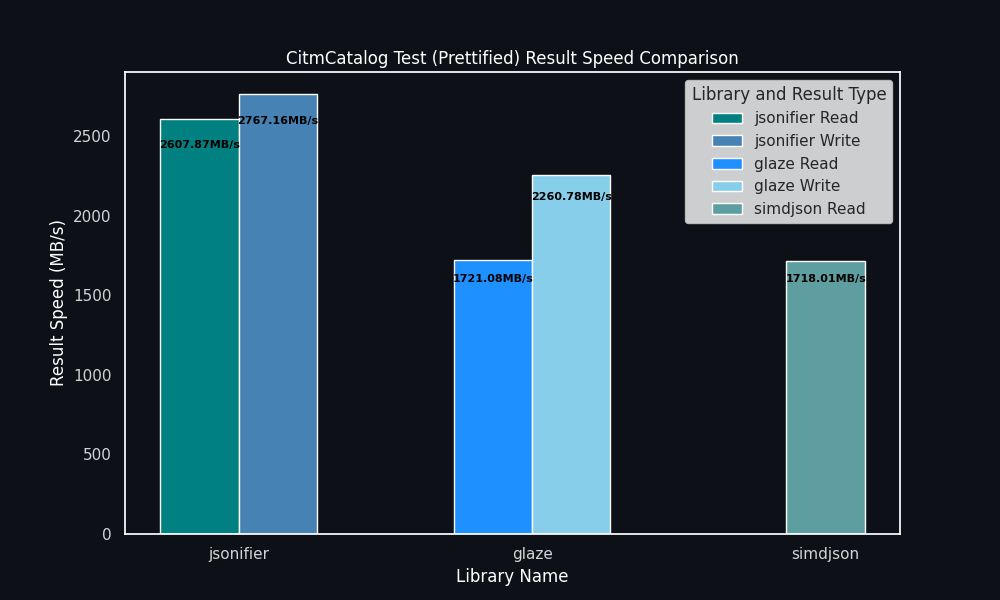 CitmCatalog Test (Prettified) Result Speed Comparison
Library and Result Type
jsonifier Read
jsonifier Write
glaze Read
glaze Write
simdjson Read
2607.87MB/s
2767.16MB/s
1721.08MB/s
2260.78MB/s
1718.01MB/s
Result Speed (MB/s)
2500
2000
1500
1000
500
0
jsonifier
glaze
simdjson
Library Name